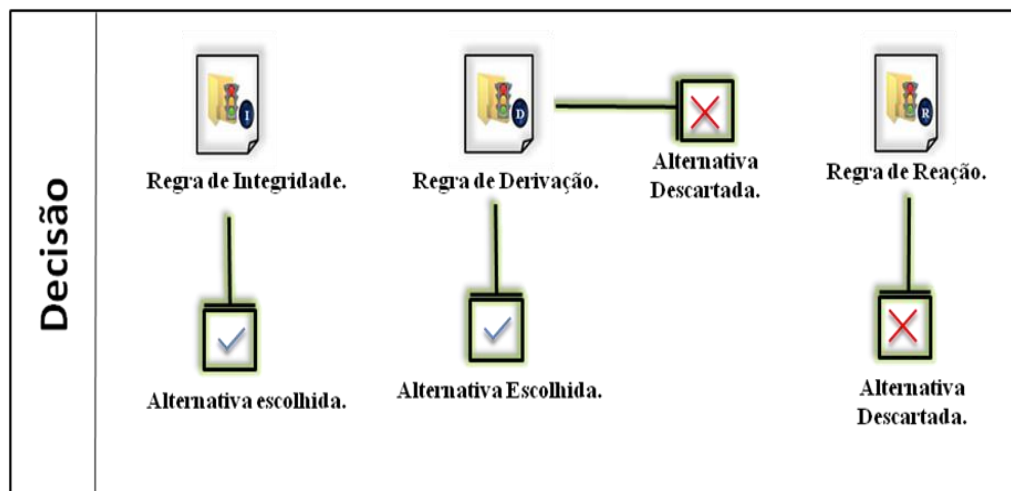 Decisão
I
D
R
Regra de Integridade.
Regra de Derivação.
Alternativa
Descartada.
Regra de Reação.
Alternativa escolhida.
Alternativa Escolhida.
Alternativa
Descartada.